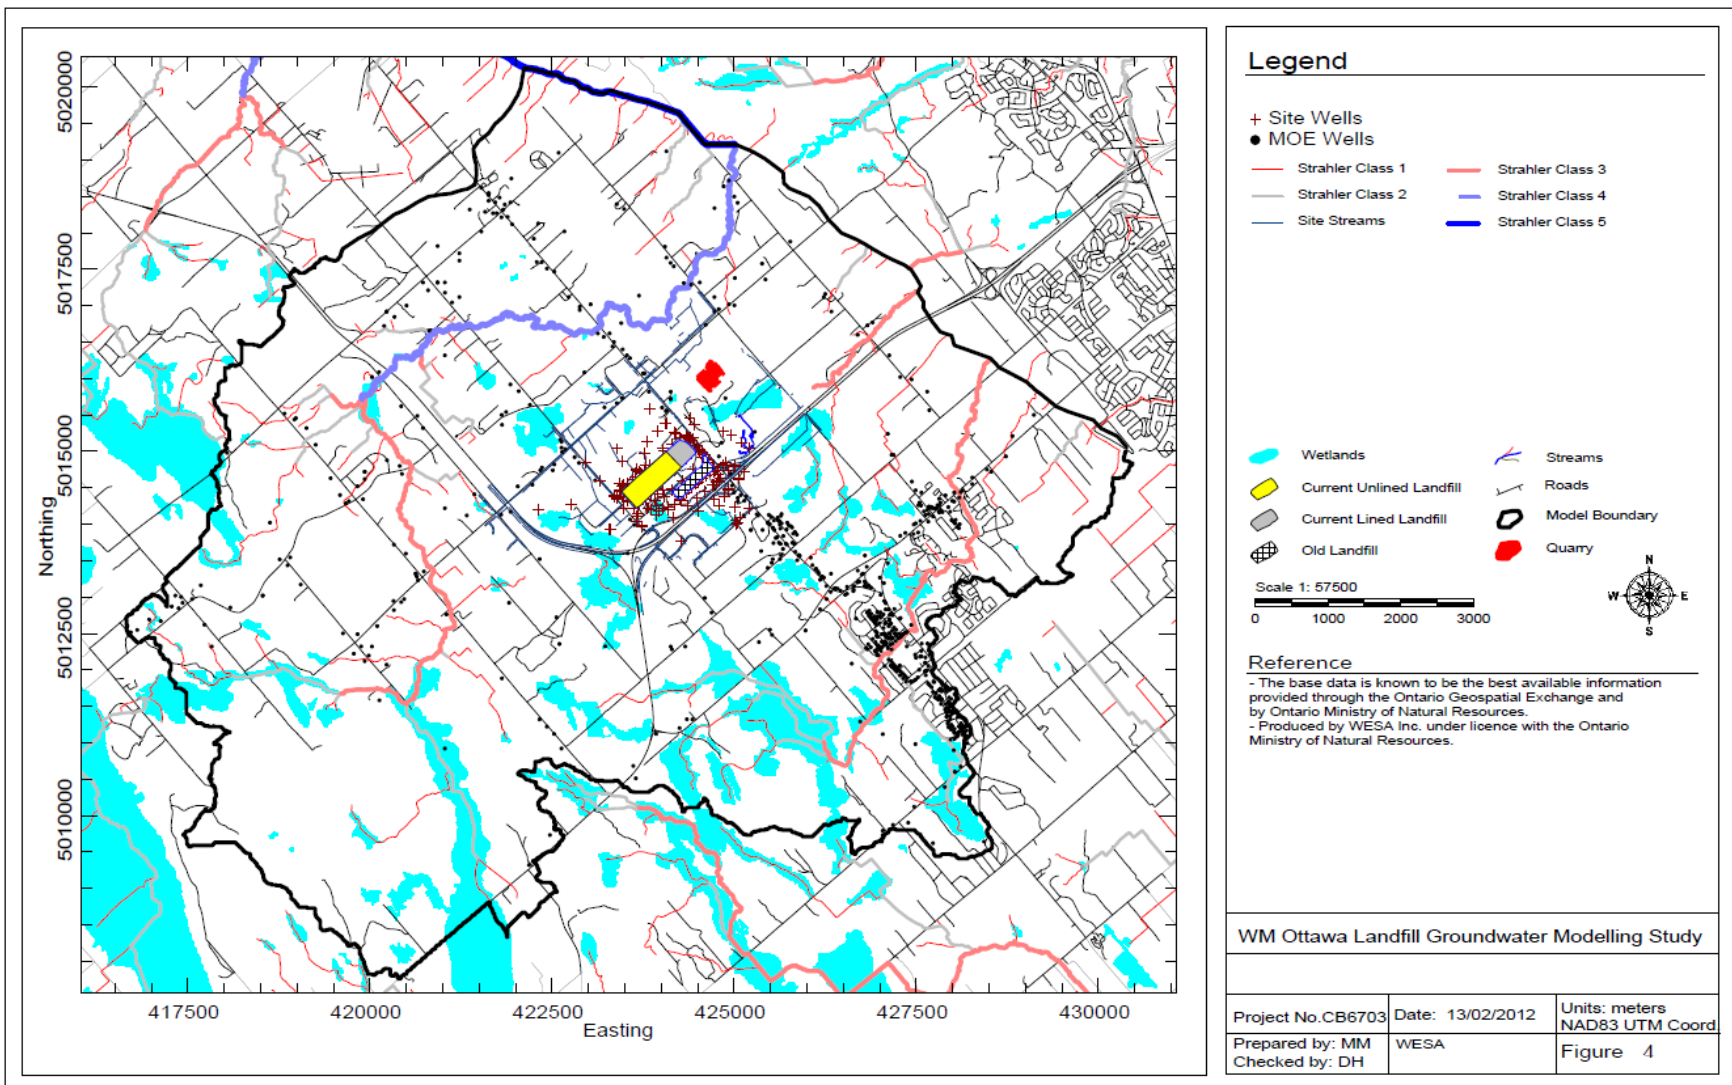 5020000
5017500
5015000
5012500
5010000
Northing
417500
420000
422500
425000
427500
430000
Easting
Legend
Site Wells
MOE Wells
Strahler Class 1
Strahler Class 3
Strahler Class 2
Strahler Class 4
Site Streams
Strahler Class 5
Wetlands
Streams
Current Unlined Landfill
Roads
Current Lined Landfill
Model Boundary
Old Landfill
Quarry
Scale 1: 57500
0 1000 2000 3000
N
W E
S
Reference
- The base data is known to be the best available information
provided through the Ontario Geospatial Exchange and
by Ontario Ministry of Natural Resources.
- Produced by WESA Inc. under licence with the Ontario
Ministry of Natural Resources.
WM Ottawa Landfill Groundwater Modelling Study
Project No.CB6703
Date: 13/02/2012
Units: meters
NAD83 UTM Coord.
Prepared by: MM
Checked by: DH
WESA
Figure 4